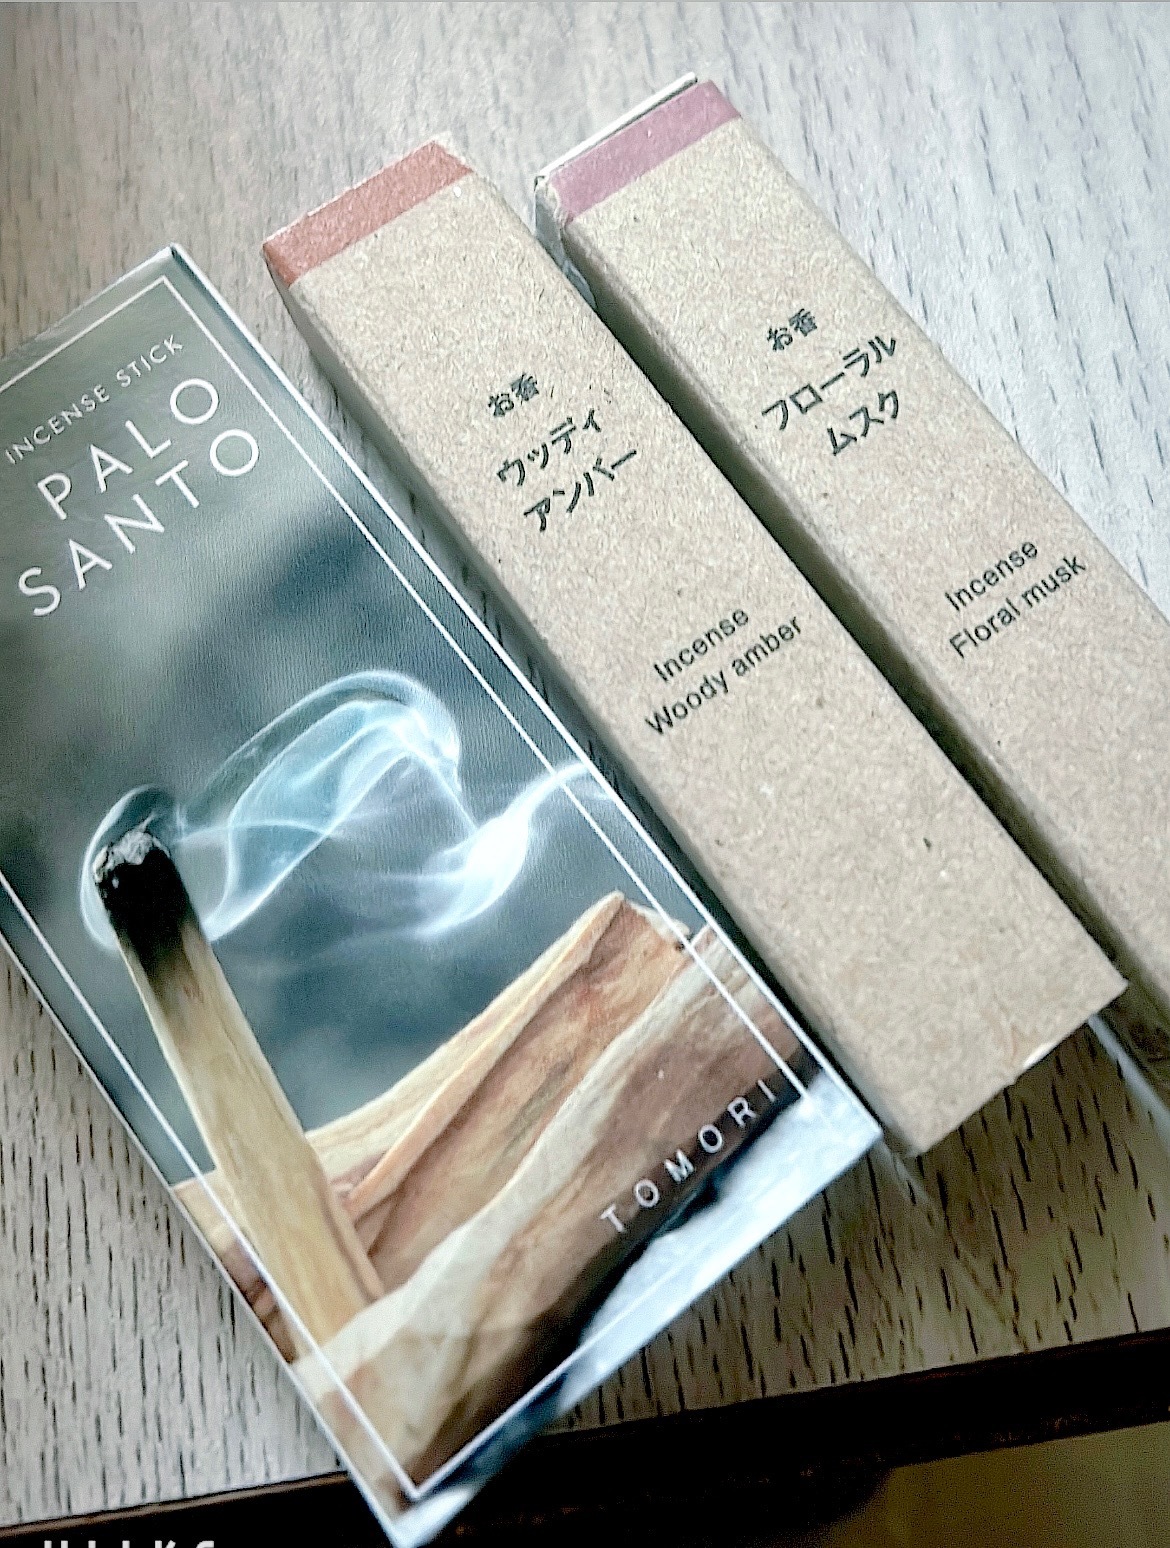 INCENSE STICK
PALO
SANTO
TOMORI
お香
ウッディ
アンバー
Incense
Woody amber
お香
フローラル
ムスク
Incense
Floral musk